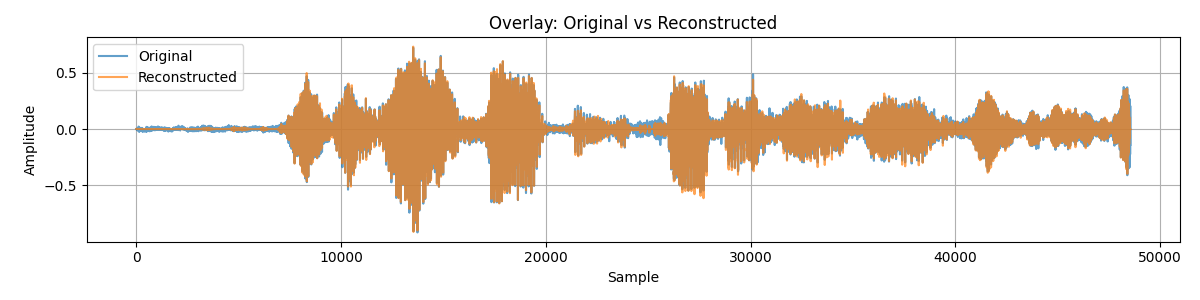 Overlay: Original vs Reconstructed
Original
Reconstructed
0.5
0.0
−0.5
Amplitude
0
10000
20000
30000
40000
50000
Sample